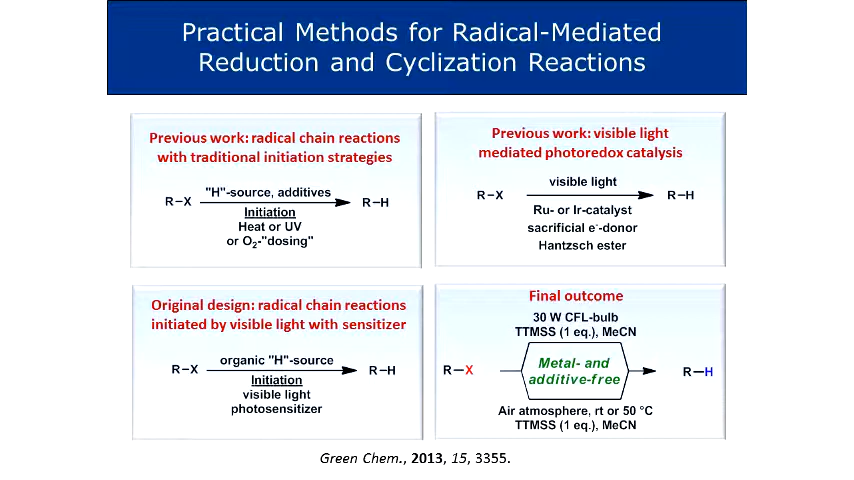 Practical Methods for Radical-Mediated
Reduction and Cyclization Reactions
Previous work: radical chain reactions
with traditional initiation strategies
R–X
"H"-source, additives
Initiation
Heat or UV
or O₂-"dosing"
R–H
Previous work: visible light
mediated photoredox catalysis
R–X
visible light
Ru- or Ir-catalyst
sacrificial e⁻-donor
Hantzsch ester
R–H
Original design: radical chain reactions
initiated by visible light with sensitizer
R–X
organic "H"-source
Initiation
visible light
photosensitizer
R–H
Final outcome
30 W CFL-bulb
TTMSS (1 eq.), MeCN
R–X
Metal- and
additive-free
R–H
Air atmosphere, rt or 50 °C
TTMSS (1 eq.), MeCN
Green Chem., 2013, 15, 3355.